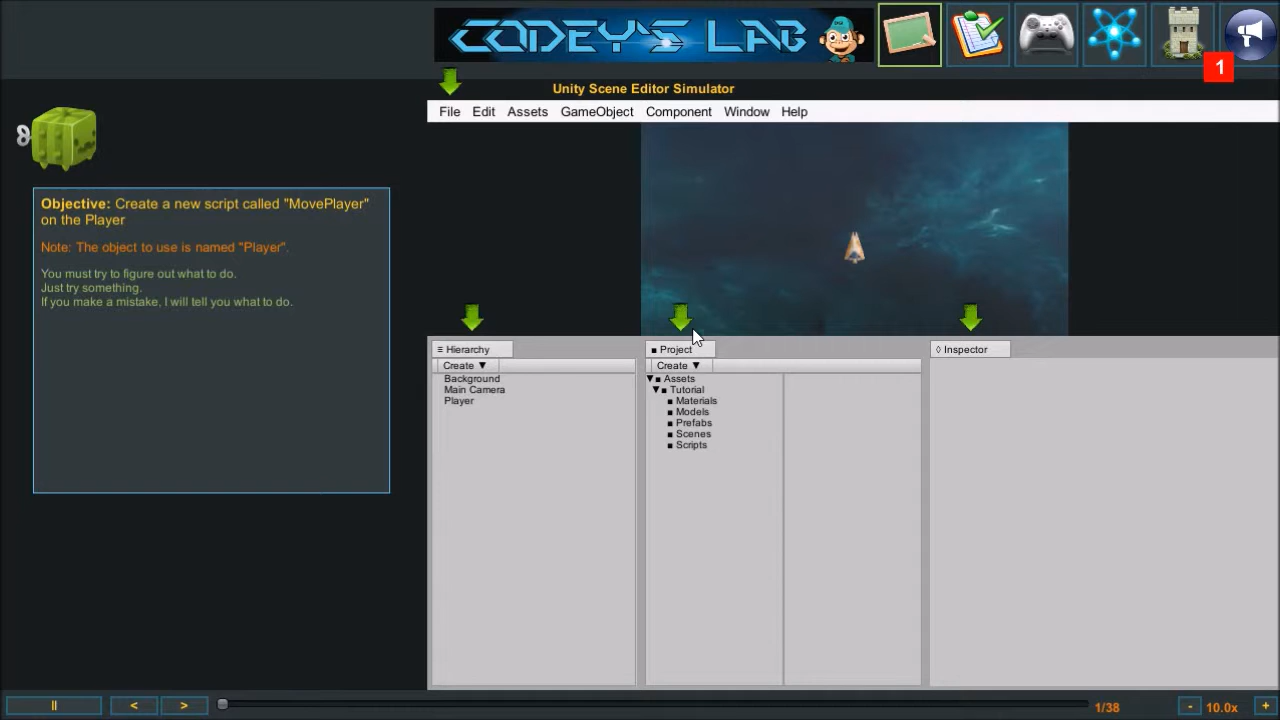 CODEY'S LAB
1
Unity Scene Editor Simulator
File Edit Assets GameObject Component Window Help
Objective: Create a new script called "MovePlayer"
on the Player
Note: The object to use is named "Player".
You must try to figure out what to do.
Just try something.
If you make a mistake, I will tell you what to do.
Hierarchy
Create ▼
Background
Main Camera
Player
Project
Create ▼
Assets
Tutorial
Materials
Models
Prefabs
Scenes
Scripts
Inspector
II < > 1/38 - 10.0x +